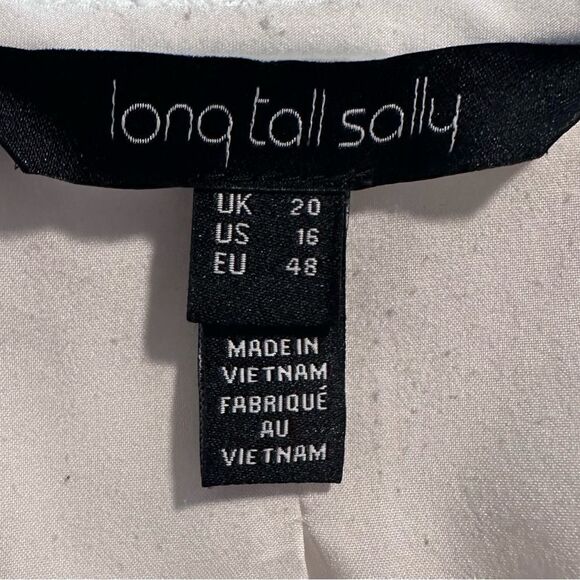 long tall sally
UK 20
US 16
EU 48
MADE IN
VIETNAM
FABRIQUÉ
AU
VIETNAM